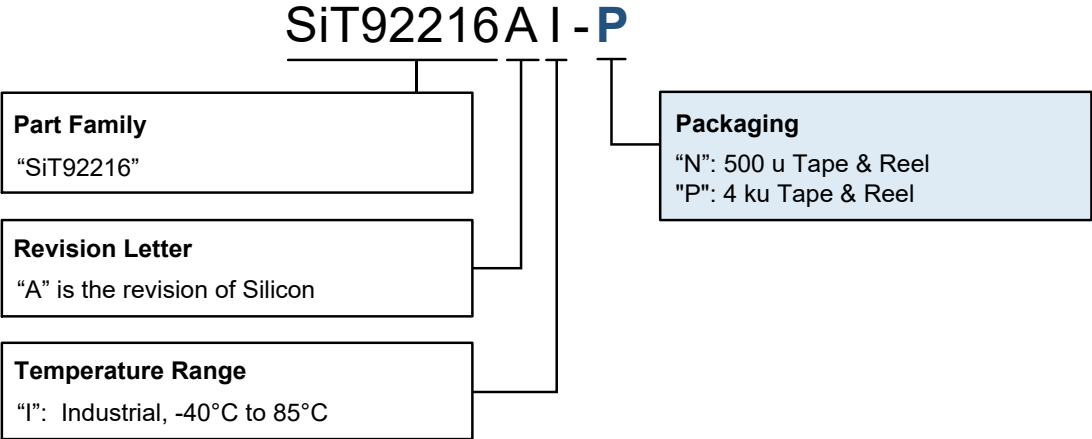 SiT92216AI-P
Part Family
“SiT92216”
Packaging
“N”: 500 u Tape & Reel
"P": 4 ku Tape & Reel
Revision Letter
“A” is the revision of Silicon
Temperature Range
“I”: Industrial, -40°C to 85°C